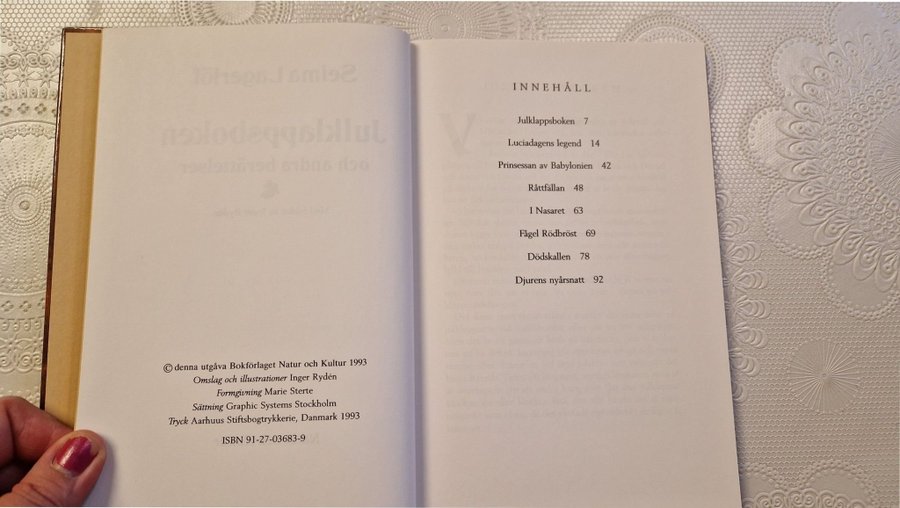 © denna utgåva Bokförlaget Natur och Kultur 1993
Omslag och illustrationer Inger Rydén
Formgivning Marie Sterte
Sättning Graphic Systems Stockholm
Tryck Aarhuus Stiftsbogtrykkerie, Danmark 1993
ISBN 91-27-03683-9
INNEHÅLL
Julklappsboken 7
Luciadagens legend 14
Prinsessan av Babylonien 42
Råttfällan 48
I Nasaret 63
Fågel Rödbröst 69
Dödskallen 78
Djurens nyårsnatt 92